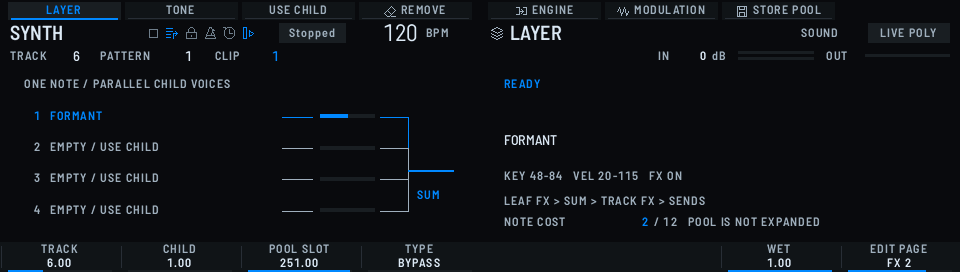 LAYER TONE USE CHILD REMOVE ENGINE MODULATION STORE POOL
SYNTH Stopped 120 BPM LAYER SOUND LIVE POLY
TRACK 6 PATTERN 1 CLIP 1 IN 0 dB OUT
ONE NOTE / PARALLEL CHILD VOICES READY
1 FORMANT
2 EMPTY / USE CHILD
3 EMPTY / USE CHILD
4 EMPTY / USE CHILD
SUM
FORMANT
KEY 48-84 VEL 20-115 FX ON
LEAF FX > SUM > TRACK FX > SENDS
NOTE COST 2 / 12 POOL IS NOT EXPANDED
TRACK CHILD POOL SLOT TYPE WET EDIT PAGE
6.00 1.00 251.00 BYPASS 1.00 FX 2